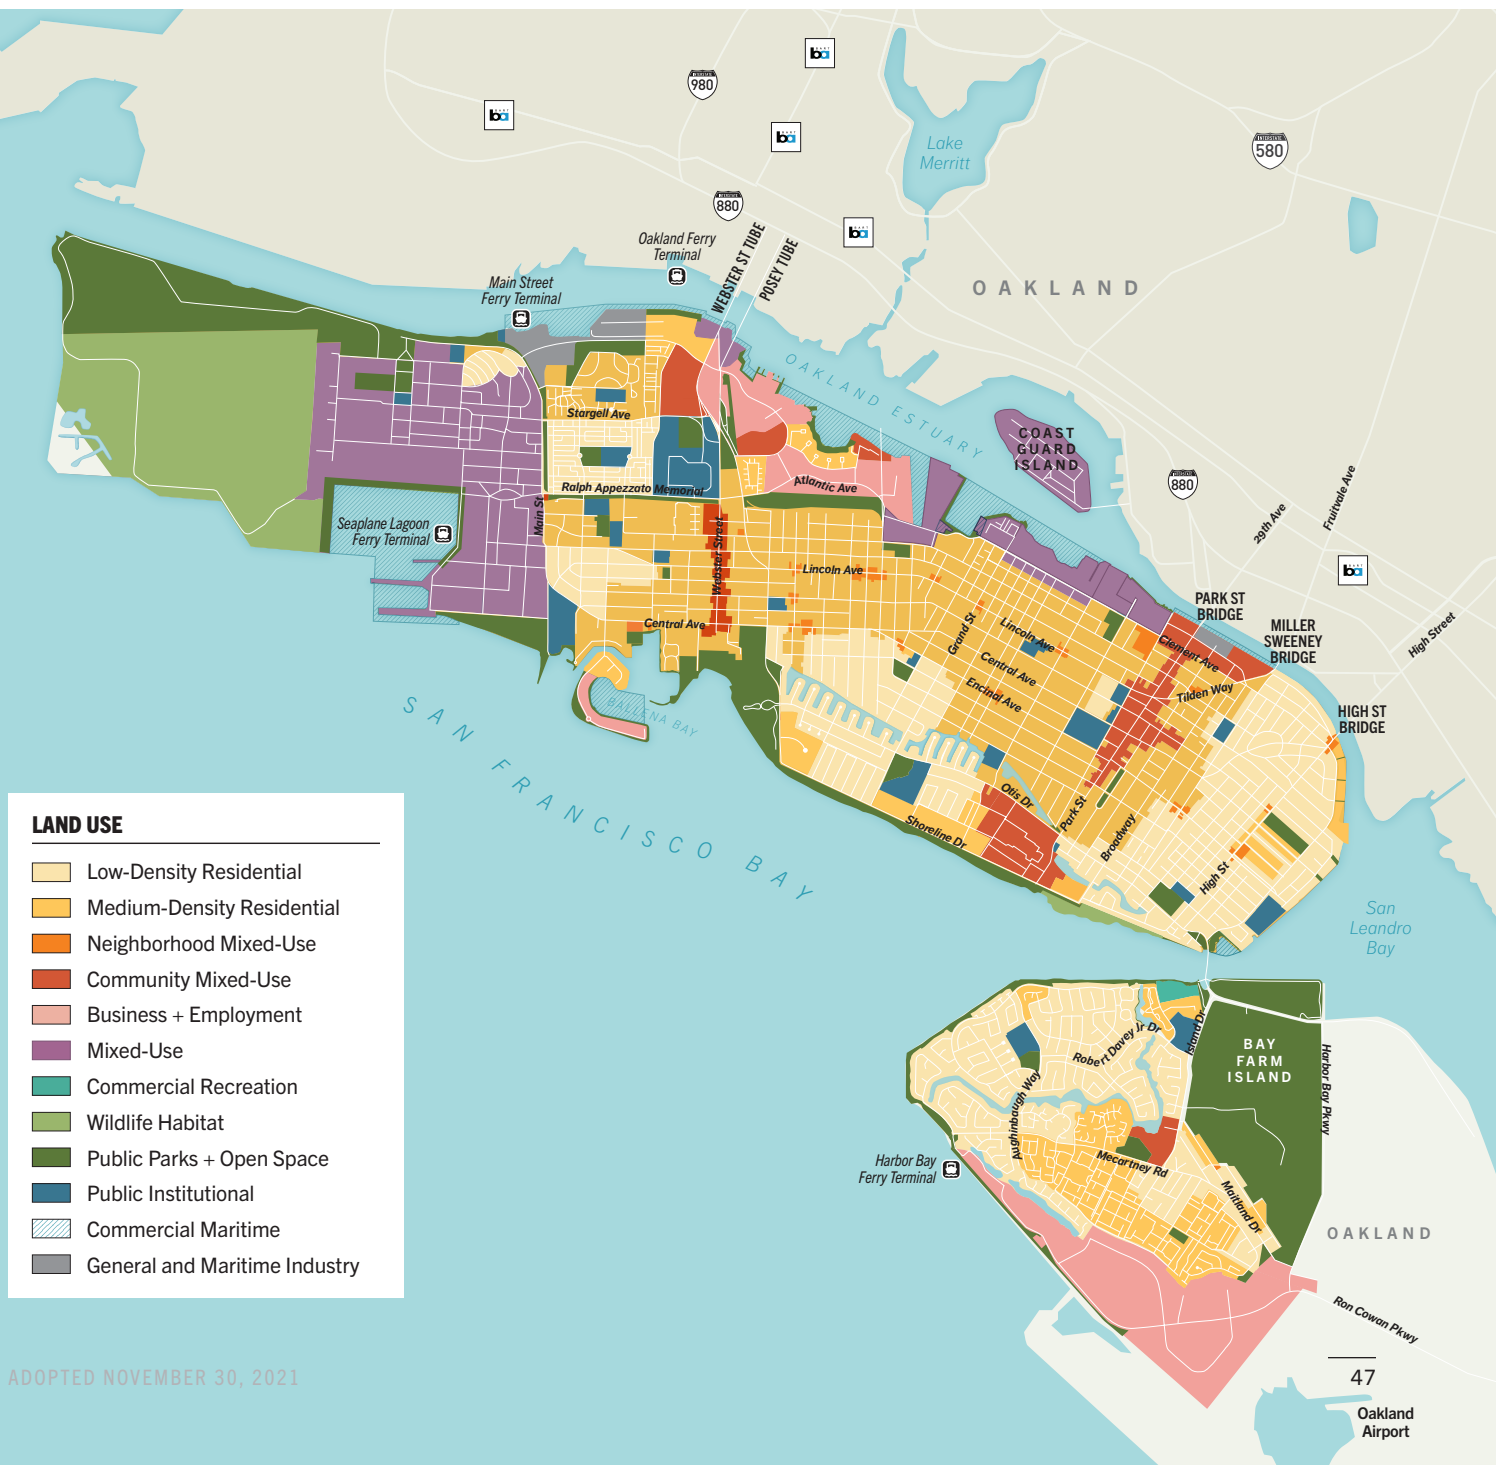 ba
980
ba
ba
Lake
Merritt
580
880
ba
Oakland Ferry
Terminal
WEBSTER ST TUBE
POSEY TUBE
Main Street
Ferry Terminal
OAKLAND
OAKLAND ESTUARY
COAST
GUARD
ISLAND
880
Fruitvale Ave
29th Ave
ba
Stargell Ave
Ralph Appezzato Memorial
Atlantic Ave
Main St
Seaplane Lagoon
Ferry Terminal
Webster Street
Lincoln Ave
Central Ave
Grand St
Lincoln Ave
Central Ave
Encinal Ave
Clement Ave
Tilden Way
PARK ST
BRIDGE
MILLER
SWEENEY
BRIDGE
High Street
HIGH ST
BRIDGE
BALLENA BAY
SAN FRANCISCO BAY
Otis Dr
Park St
Shoreline Dr
Broadway
High St
San
Leandro
Bay
LAND USE
Low-Density Residential
Medium-Density Residential
Neighborhood Mixed-Use
Community Mixed-Use
Business + Employment
Mixed-Use
Commercial Recreation
Wildlife Habitat
Public Parks + Open Space
Public Institutional
Commercial Maritime
General and Maritime Industry
Robert Davey Jr Dr
Island Dr
BAY
FARM
ISLAND
Harbor Bay Pkwy
Aughinbaugh Way
Mecartney Rd
Maitland Dr
Harbor Bay
Ferry Terminal
OAKLAND
Ron Cowan Pkwy
ADOPTED NOVEMBER 30, 2021
47
Oakland
Airport